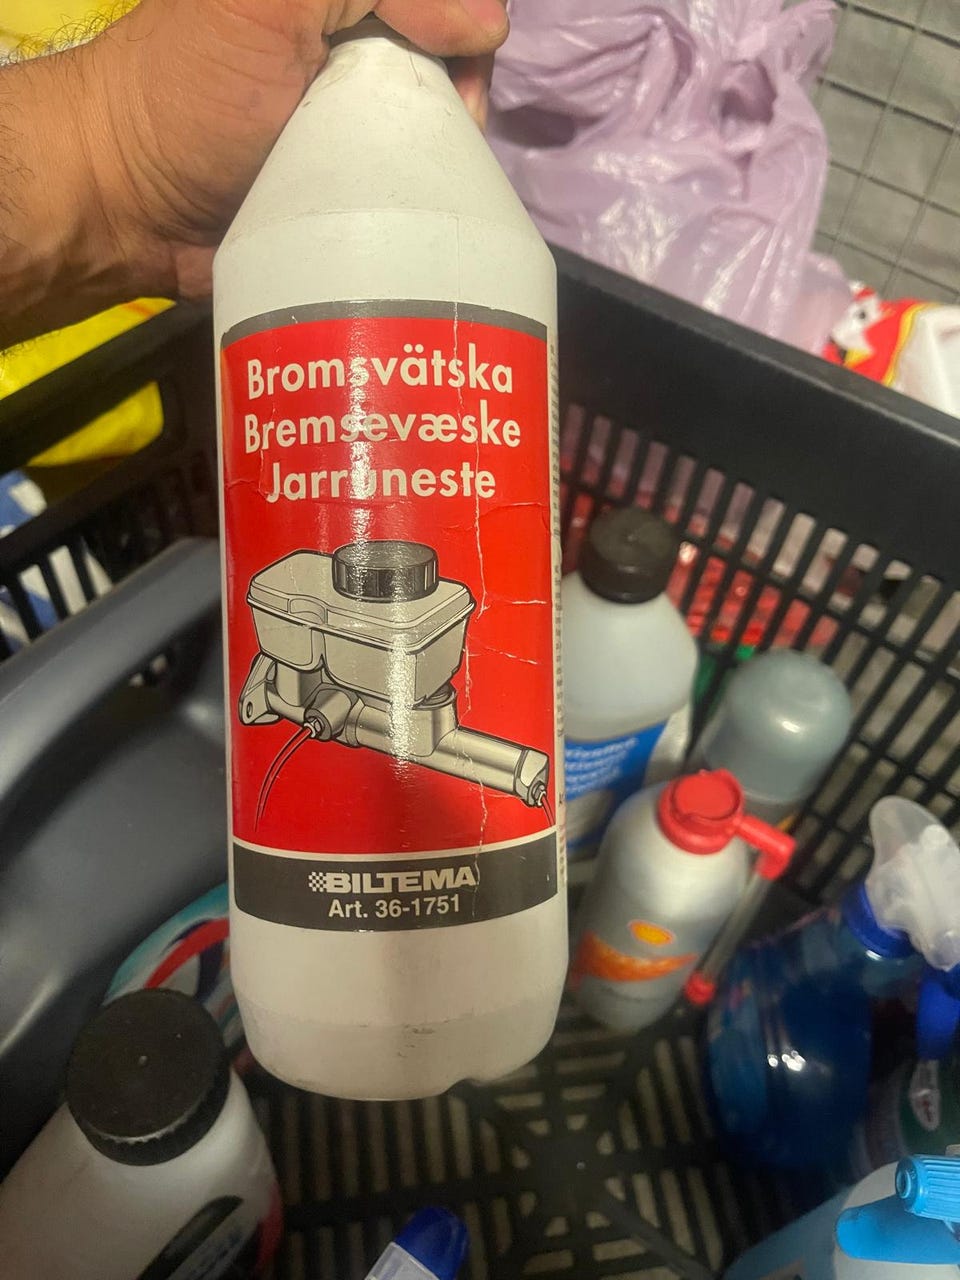 Bromsvätska
Bremsevæske
Jarruneste
BILTEMA
Art. 36-1751